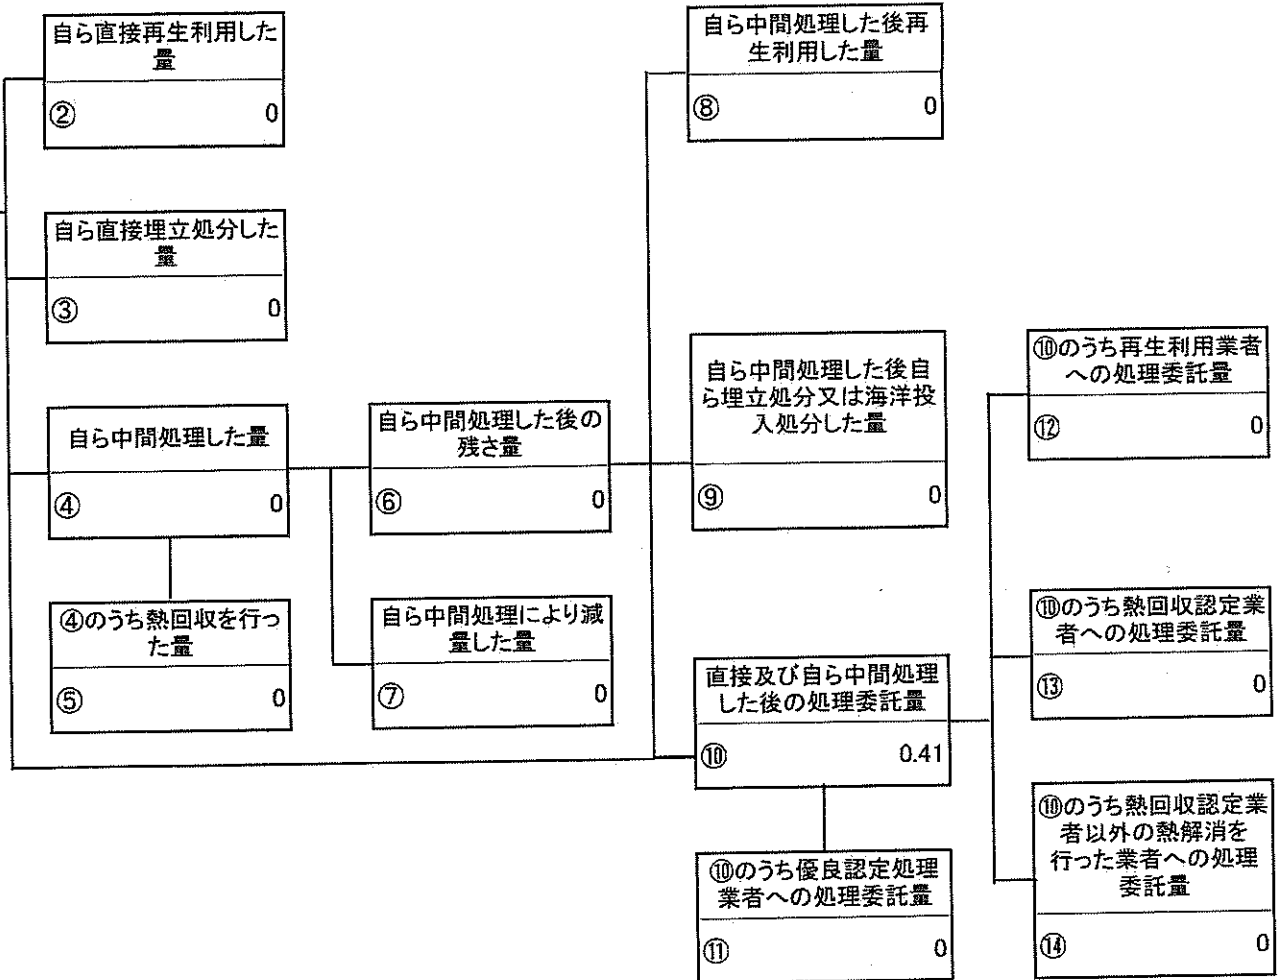 自ら直接再生利用した
量
② 0
自ら直接埋立処分した
量
③ 0
自ら中間処理した量
④ 0
④のうち熱回収を行っ
た量
⑤ 0
自ら中間処理した後の
残さ量
⑥ 0
自ら中間処理により減
量した量
⑦ 0
自ら中間処理した後再
生利用した量
⑧ 0
自ら中間処理した後自
ら埋立処分又は海洋投
入処分した量
⑨ 0
直接及び自ら中間処理
した後の処理委託量
⑩ 0.41
⑩のうち優良認定処理
業者への処理委託量
⑪ 0
⑩のうち再生利用業者
への処理委託量
⑫ 0
⑩のうち熱回収認定業
者への処理委託量
⑬ 0
⑩のうち熱回収認定業
者以外の熱解消を
行った業者への処理
委託量
⑭ 0